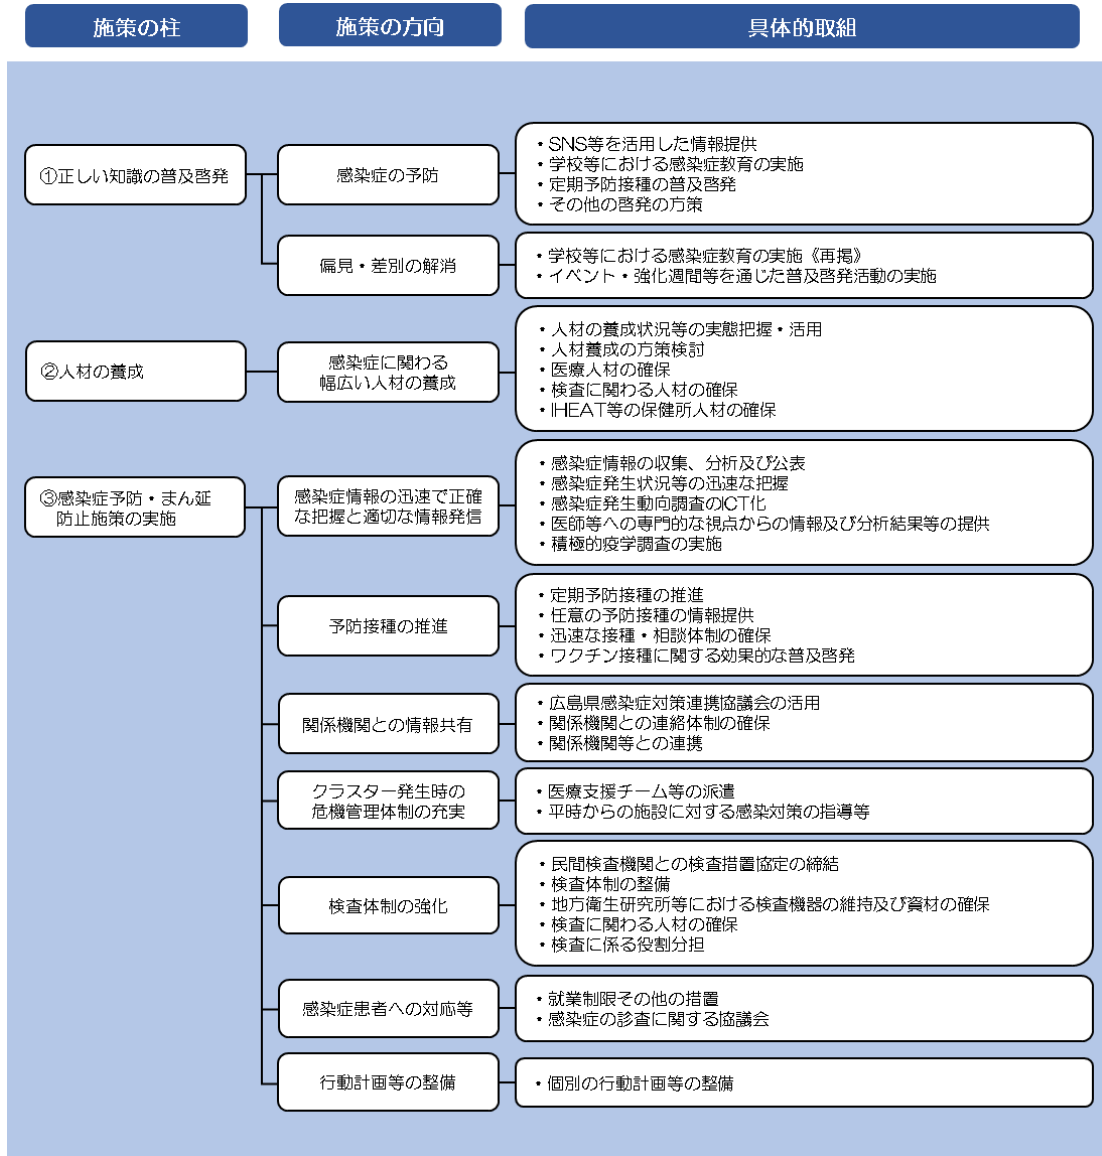 施策の柱
施策の方向
具体的取組
①正しい知識の普及啓発
感染症の予防
・SNS等を活用した情報提供
・学校等における感染症教育の実施
・定期予防接種の普及啓発
・その他の啓発の方策
偏見・差別の解消
・学校等における感染症教育の実施《再掲》
・イベント・強化週間等を通じた普及啓発活動の実施
②人材の養成
感染症に関わる
幅広い人材の養成
・人材の養成状況等の実態把握・活用
・人材養成の方策検討
・医療人材の確保
・検査に関わる人材の確保
・IHEAT等の保健所人材の確保
③感染症予防・まん延
防止施策の実施
感染症情報の迅速で正確
な把握と適切な情報発信
・感染症情報の収集、分析及び公表
・感染症発生状況等の迅速な把握
・感染症発生動向調査のICT化
・医師等への専門的な視点からの情報及び分析結果等の提供
・積極的疫学調査の実施
予防接種の推進
・定期予防接種の推進
・任意の予防接種の情報提供
・迅速な接種・相談体制の確保
・ワクチン接種に関する効果的な普及啓発
関係機関との情報共有
・広島県感染症対策連携協議会の活用
・関係機関との連絡体制の確保
・関係機関等との連携
クラスター発生時の
危機管理体制の充実
・医療支援チーム等の派遣
・平時からの施設に対する感染対策の指導等
検査体制の強化
・民間検査機関との検査措置協定の締結
・検査体制の整備
・地方衛生研究所等における検査機器の維持及び資材の確保
・検査に関わる人材の確保
・検査に係る役割分担
感染症患者への対応等
・就業制限その他の措置
・感染症の診査に関する協議会
行動計画等の整備
・個別の行動計画等の整備